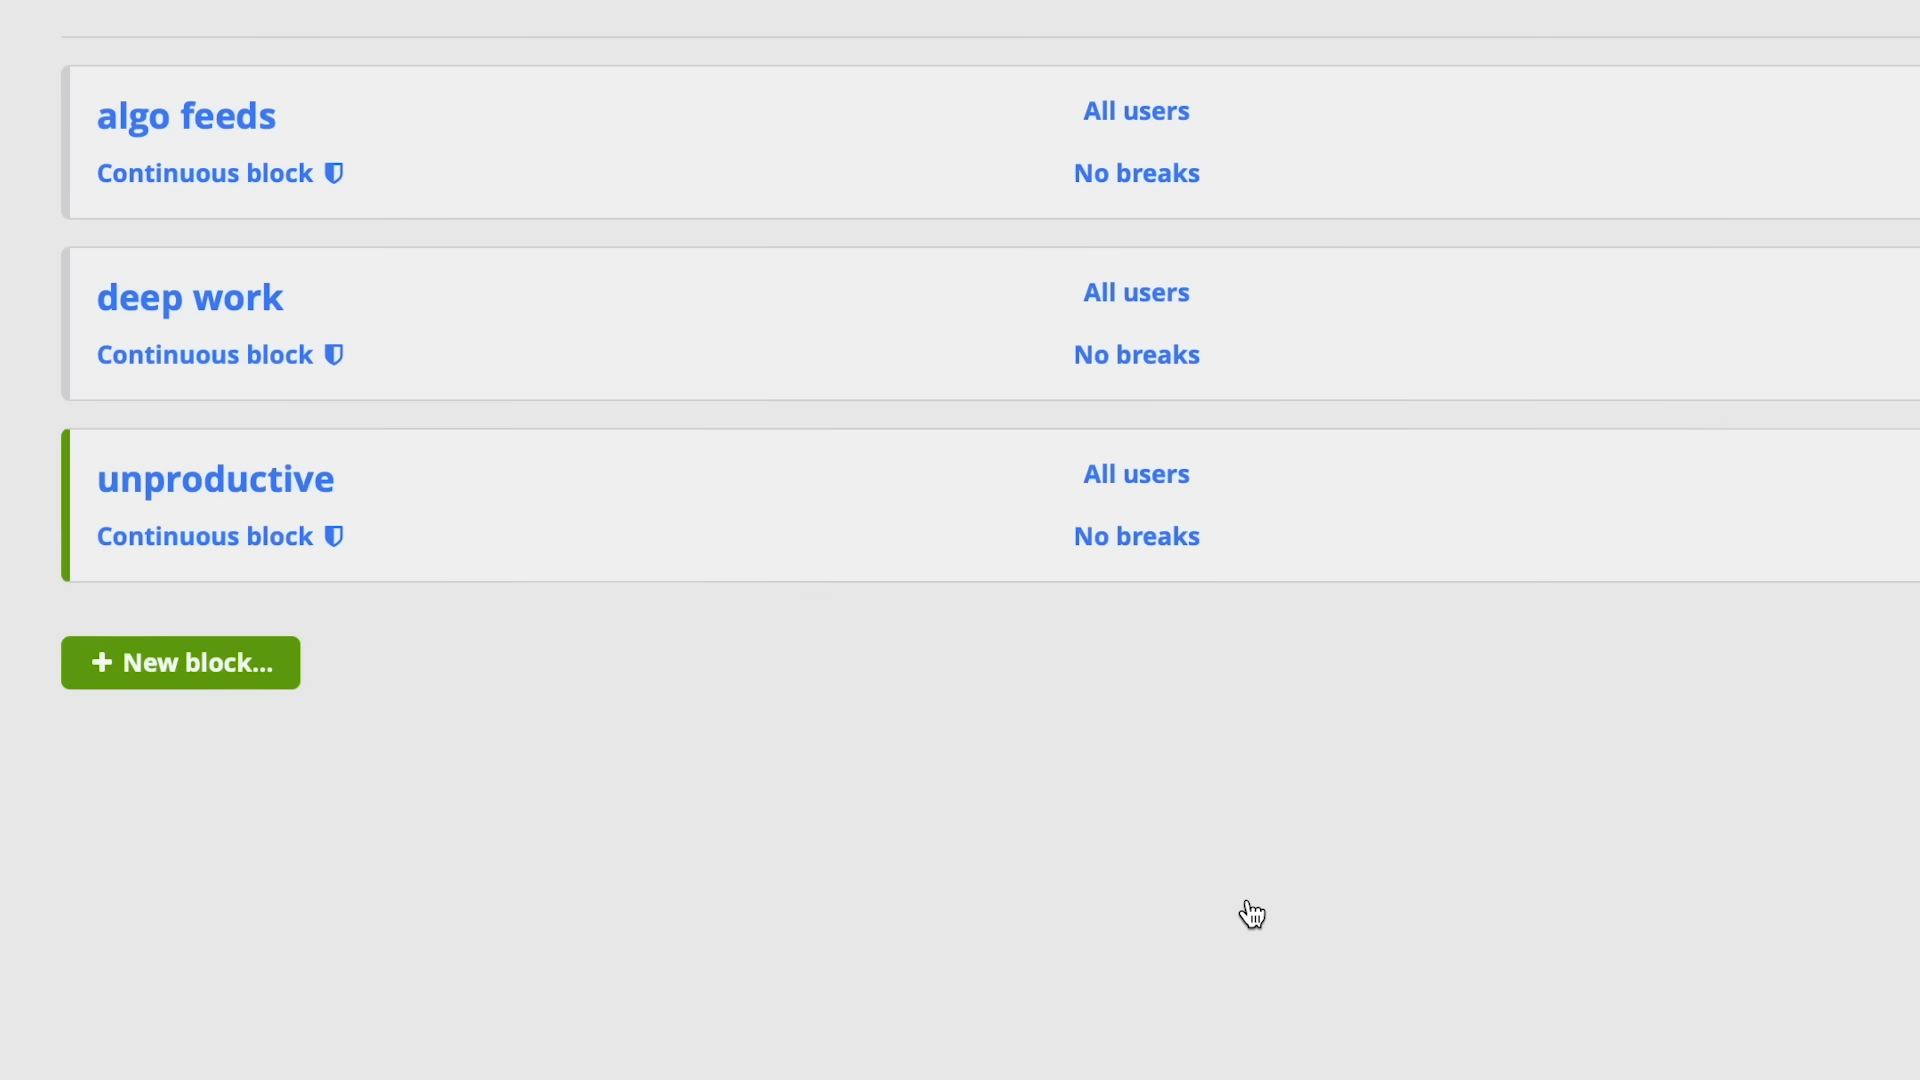 algo feeds
All users
Continuous block
No breaks
deep work
All users
Continuous block
No breaks
unproductive
All users
Continuous block
No breaks
+ New block...